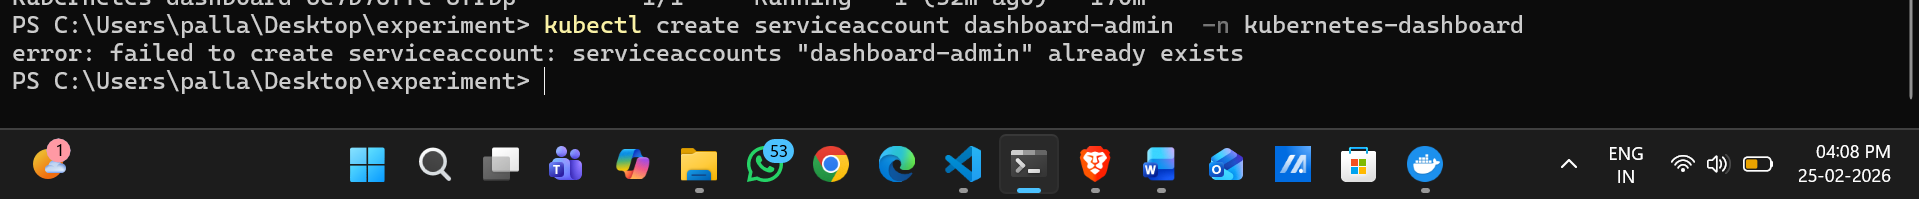 PS C:\Users\palla\Desktop\experiment> kubectl create serviceaccount dashboard-admin  -n kubernetes-dashboard
error: failed to create serviceaccount: serviceaccounts "dashboard-admin" already exists
PS C:\Users\palla\Desktop\experiment>
1
53
ENG
IN
04:08 PM
25-02-2026